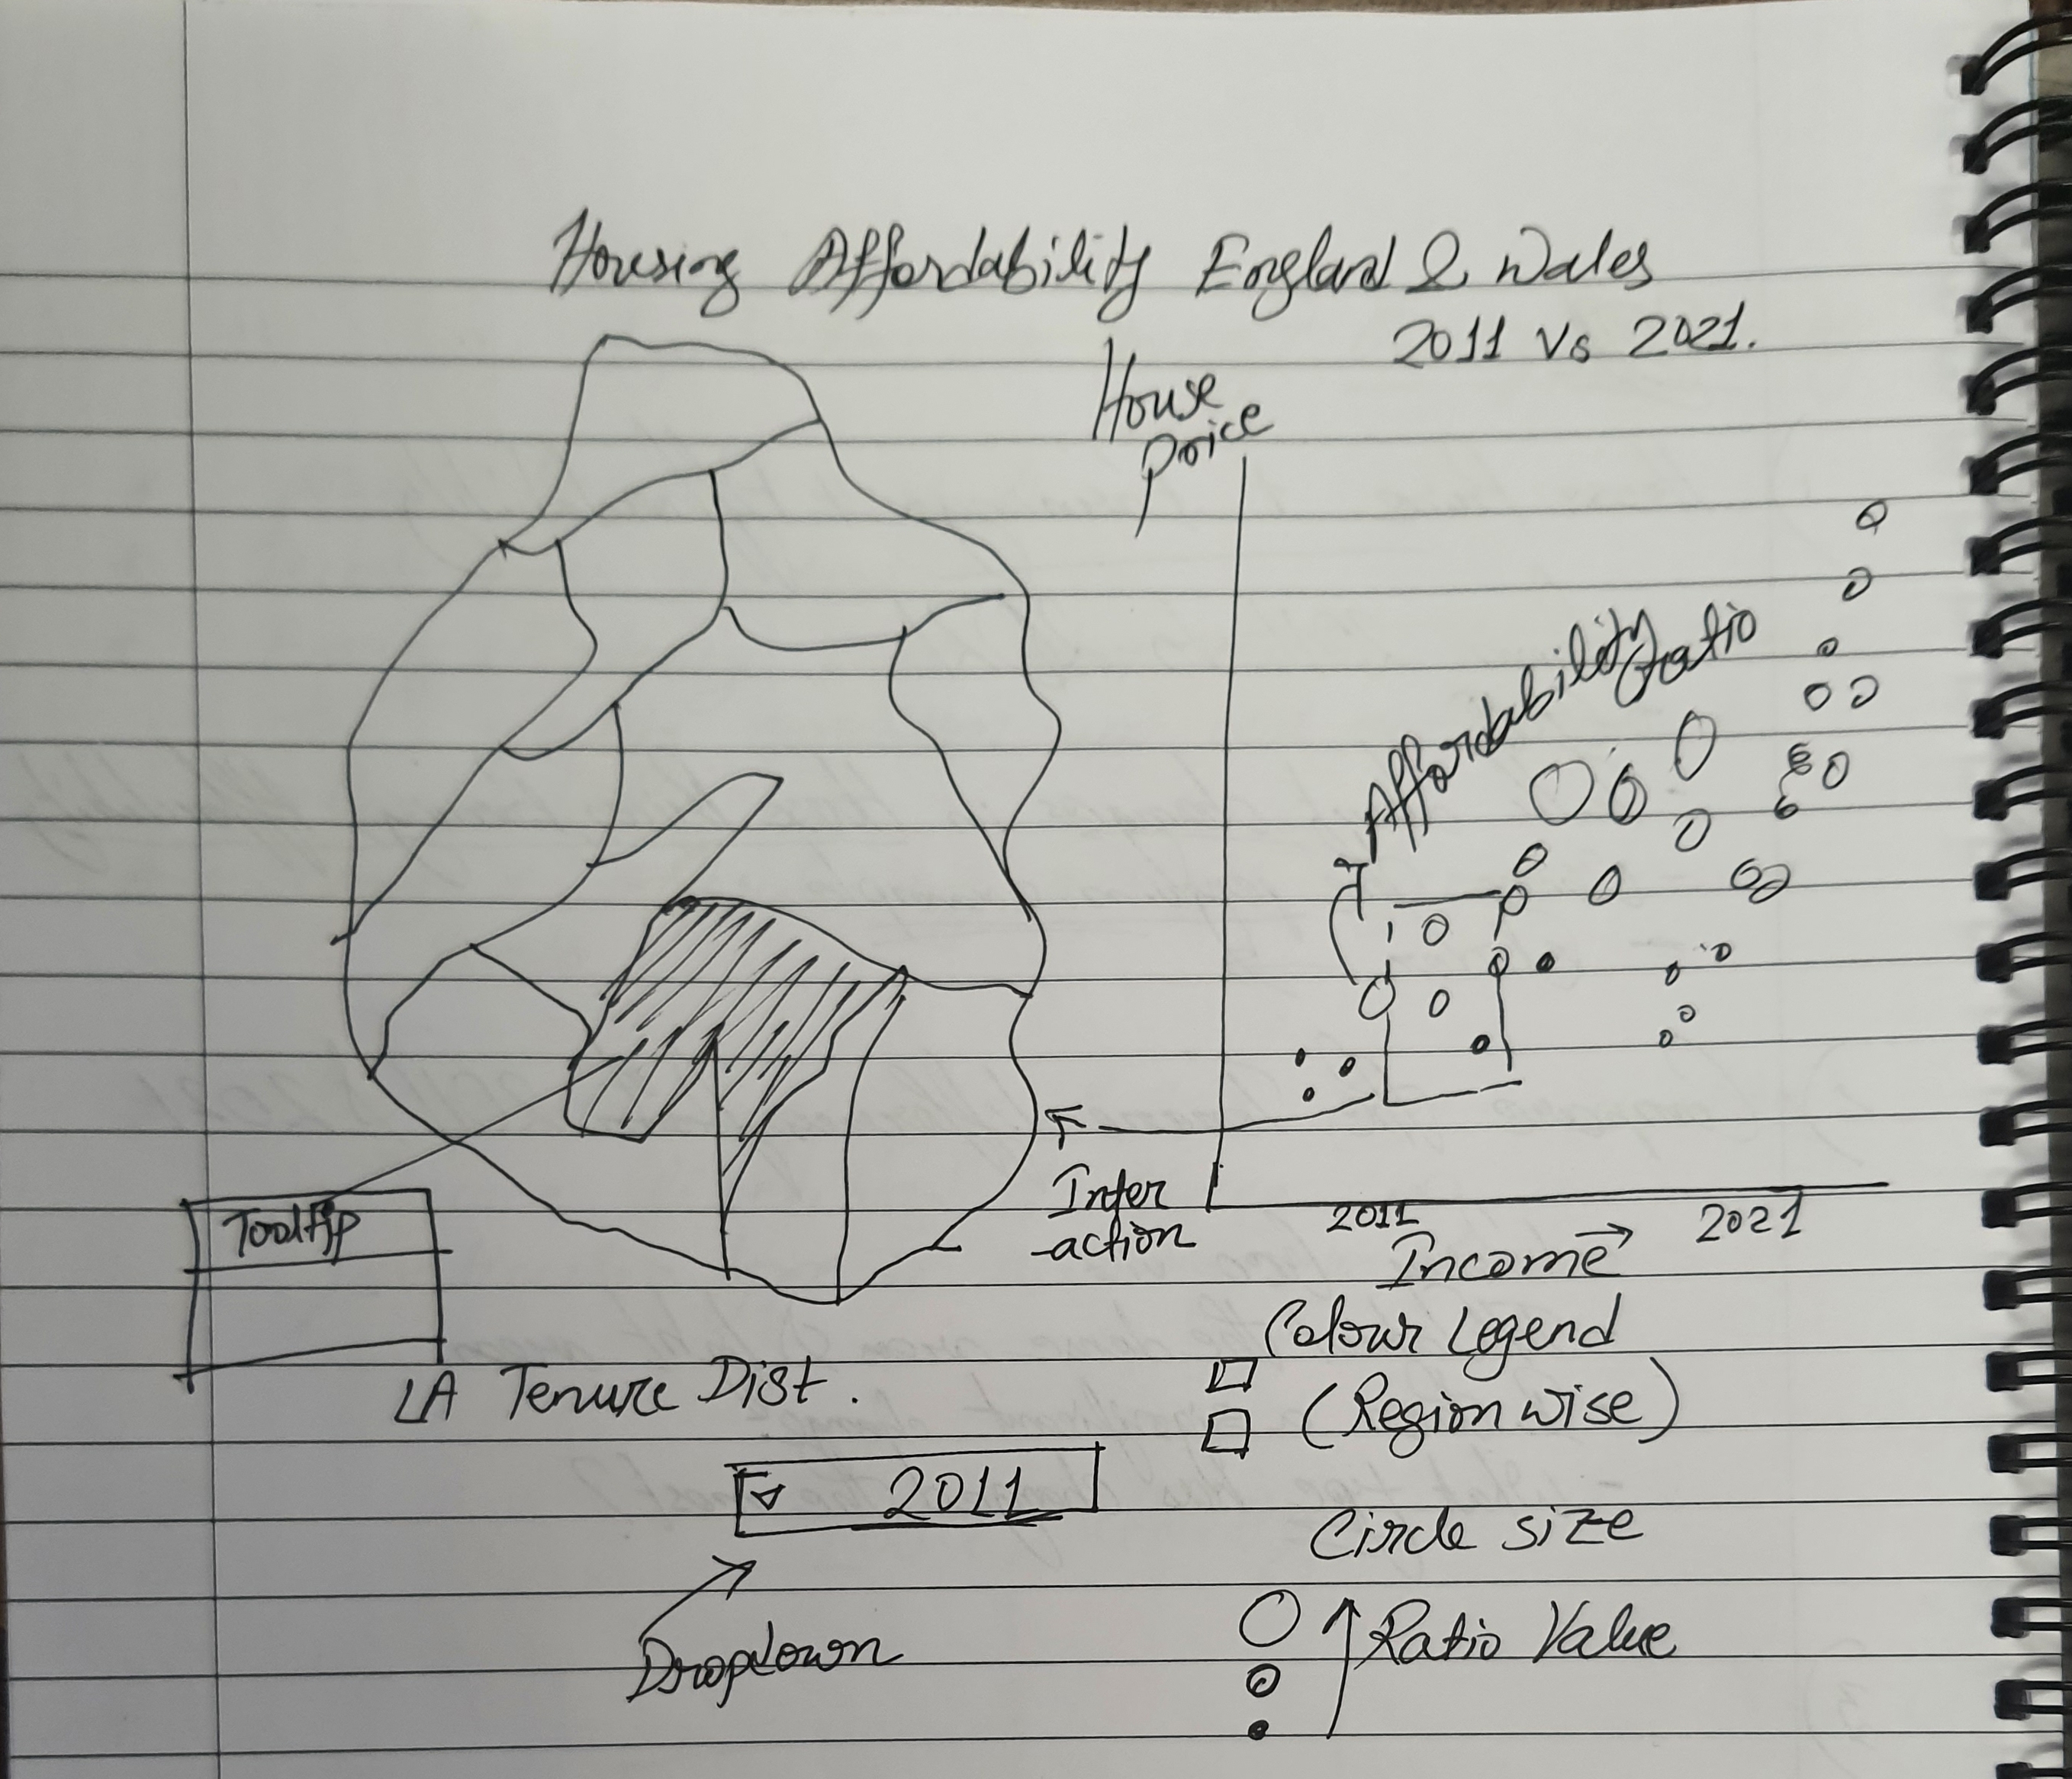 Housing Affordability England & Wales
2011 Vs 2021.
House
price
Affordability ratio
Inter
-action
2011
2021
Income
Tooltip
LA Tenure Dist.
Colour Legend
(Region wise)
2011
Dropdown
Circle size
Ratio Value